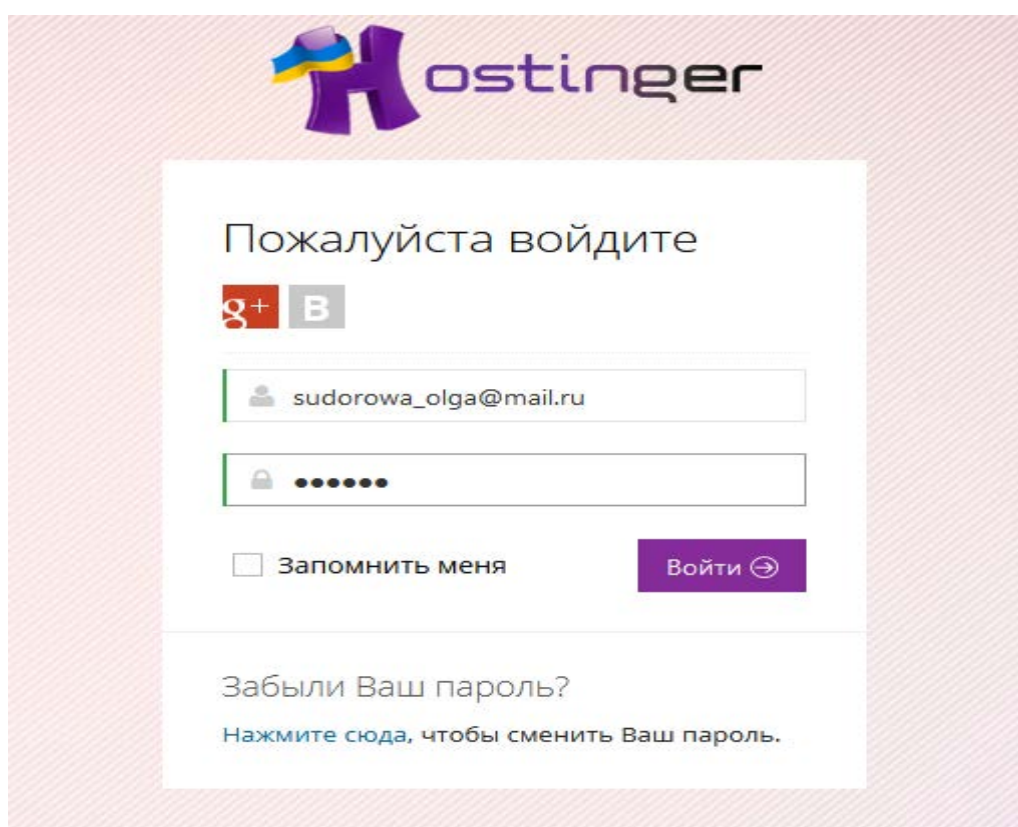 Hostinger
Пожалуйста войдите
g+ B
sudorowa_olga@mail.ru
••••••
Запомнить меня
Войти
Забыли Ваш пароль?
Нажмите сюда, чтобы сменить Ваш пароль.